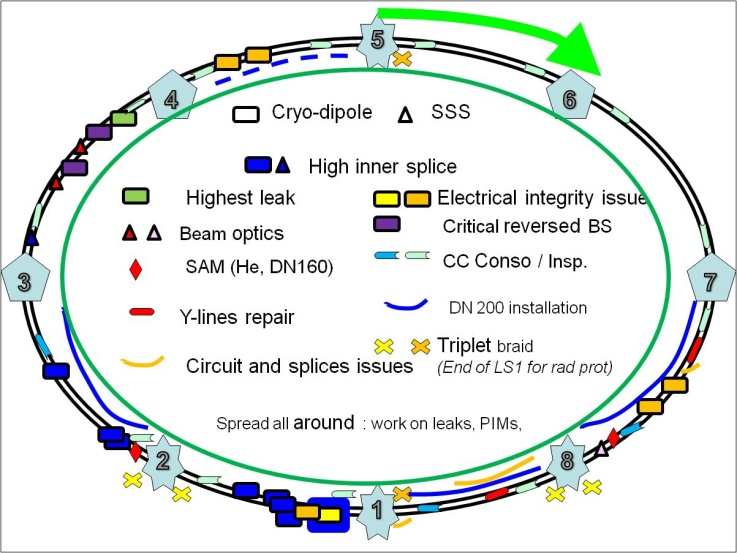 5
4
6
Cryo-dipole
SSS
High inner splice
Highest leak
Electrical integrity issue
Critical reversed BS
Beam optics
CC Conso / Insp.
SAM (He, DN160)
3
7
Y-lines repair
DN 200 installation
Triplet braid
(End of LS1 for rad prot)
Circuit and splices issues
Spread all around : work on leaks, PIMs,
2
8
1